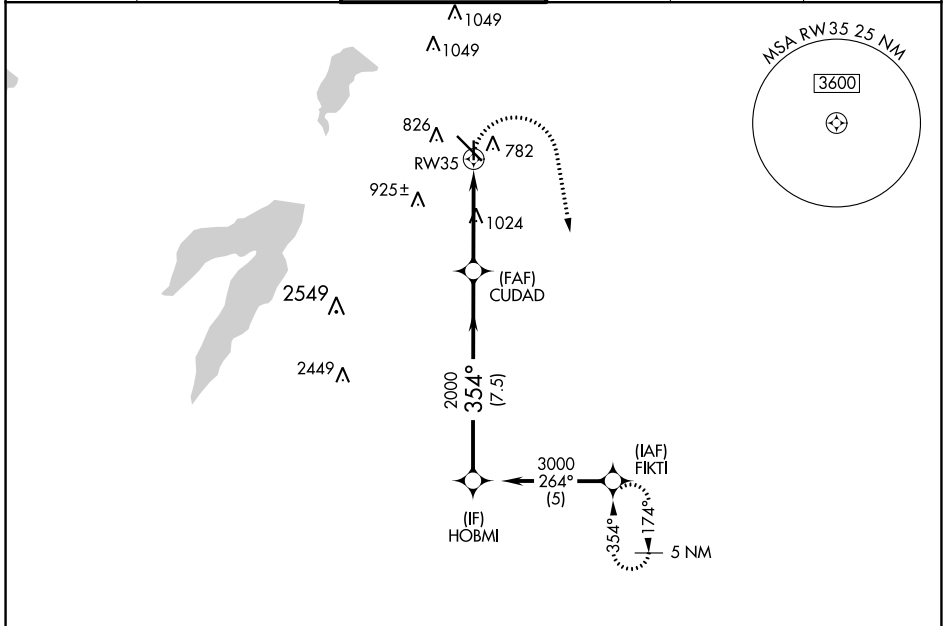 1049
1049
MSA RW35 25 NM
3600
826
782
RW35
925±
1024
(FAF)
CUDAD
2549
2449
2000
354°
(7.5)
(IAF)
FIKTI
3000
264°
(5)
(IF)
HOBMI
354°
174°
5 NM